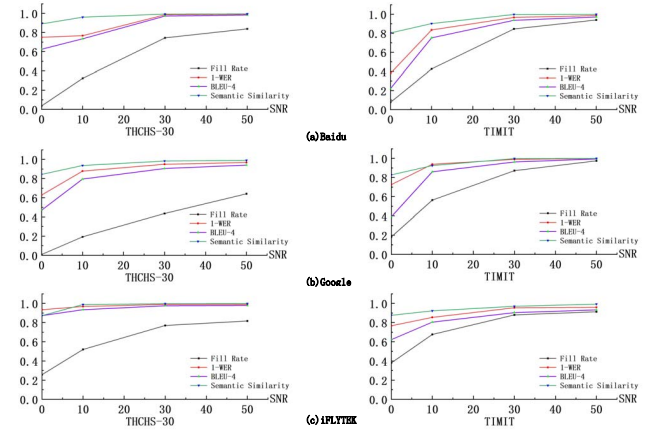 1.0
0.8
0.6
0.4
0.2
0.0
Fill Rate
1-WER
BLEU-4
Semantic Similarity
0 10 20 30 40 50 SNR
THCHS-30
1.0
0.8
0.6
0.4
0.2
0.0
Fill Rate
1-WER
BLEU-4
Semantic Similarity
0 10 20 30 40 50 SNR
TIMIT
(a)Baidu
1.0
0.8
0.6
0.4
0.2
0.0
Fill Rate
1-WER
BLEU-4
Semantic Similarity
0 10 20 30 40 50 SNR
THCHS-30
1.0
0.8
0.6
0.4
0.2
0.0
Fill Rate
1-WER
BLEU-4
Semantic Similarity
0 10 20 30 40 50 SNR
TIMIT
(b)Google
1.0
0.8
0.6
0.4
0.2
0.0
Fill Rate
1-WER
BLEU-4
Semantic Similarity
0 10 20 30 40 50 SNR
THCHS-30
1.0
0.8
0.6
0.4
0.2
0.0
Fill Rate
1-WER
BLEU-4
Semantic Similarity
0 10 20 30 40 50 SNR
TIMIT
(c)iFLYTEK